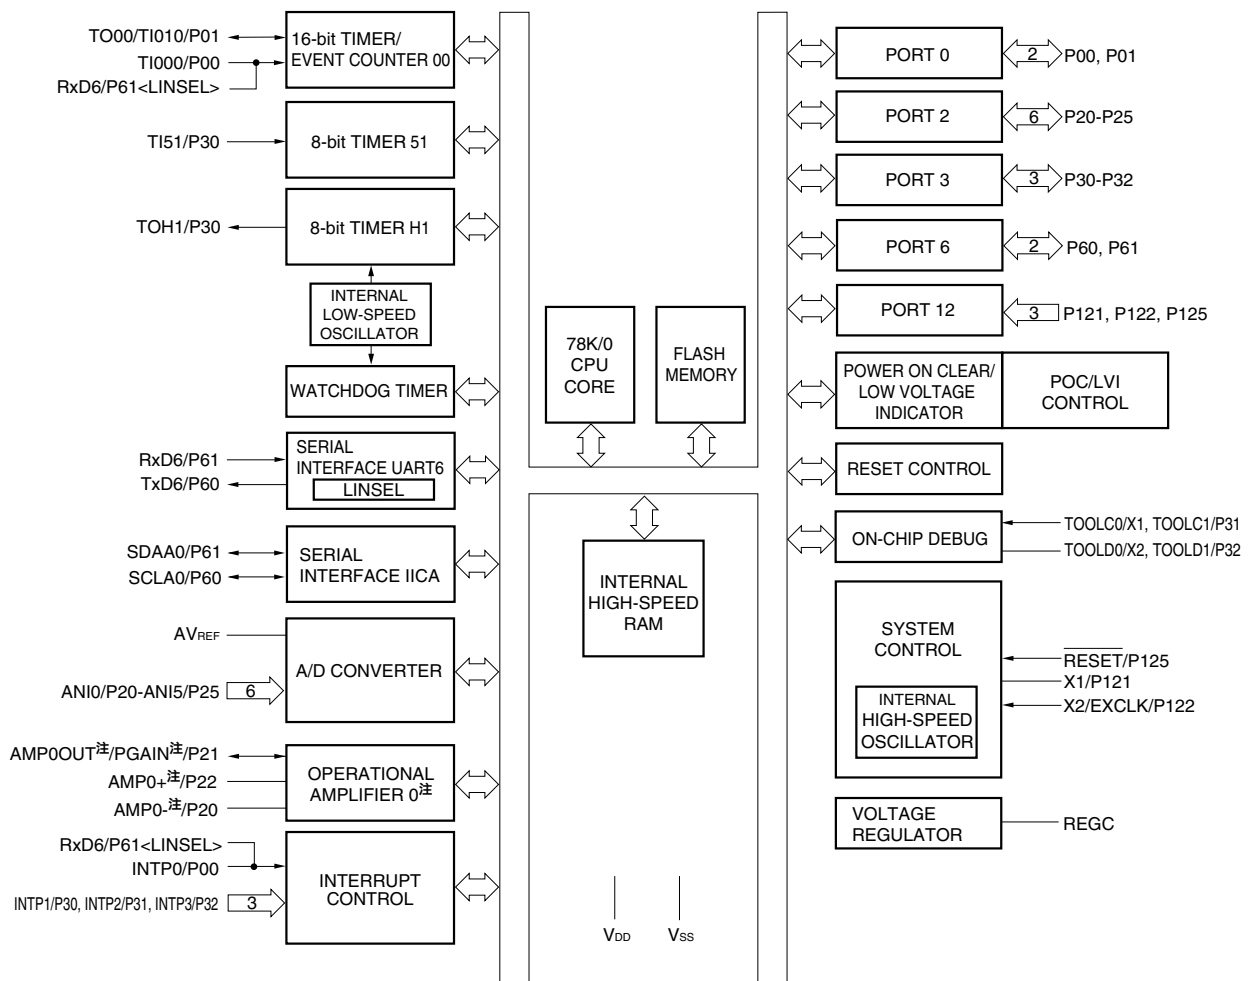 TO00/TI010/P01
TI000/P00
RxD6/P61<LINSEL>
16-bit TIMER/
EVENT COUNTER 00
TI51/P30
8-bit TIMER 51
TOH1/P30
8-bit TIMER H1
INTERNAL
LOW-SPEED
OSCILLATOR
WATCHDOG TIMER
RxD6/P61
TxD6/P60
SERIAL
INTERFACE UART6
LINSEL
SDAA0/P61
SCLA0/P60
SERIAL
INTERFACE IICA
AVREF
ANI0/P20-ANI5/P25
6
A/D CONVERTER
AMP0OUT注/PGAIN注/P21
AMP0+注/P22
AMP0-注/P20
OPERATIONAL
AMPLIFIER 0注
RxD6/P61<LINSEL>
INTP0/P00
INTP1/P30, INTP2/P31, INTP3/P32
3
INTERRUPT
CONTROL
78K/0
CPU
CORE
FLASH
MEMORY
INTERNAL
HIGH-SPEED
RAM
VDD
VSS
PORT 0
2
P00, P01
PORT 2
6
P20-P25
PORT 3
3
P30-P32
PORT 6
2
P60, P61
PORT 12
3
P121, P122, P125
POWER ON CLEAR/
LOW VOLTAGE
INDICATOR
POC/LVI
CONTROL
RESET CONTROL
ON-CHIP DEBUG
TOOLC0/X1, TOOLC1/P31
TOOLD0/X2, TOOLD1/P32
SYSTEM
CONTROL
INTERNAL
HIGH-SPEED
OSCILLATOR
RESET/P125
X1/P121
X2/EXCLK/P122
VOLTAGE
REGULATOR
REGC